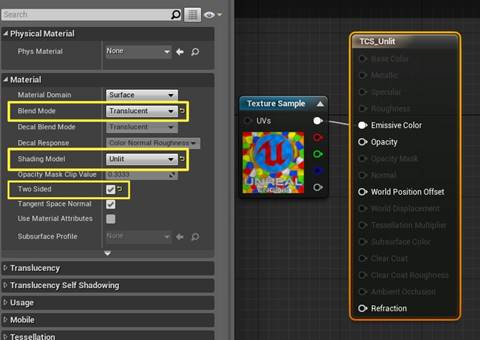 Search
Physical Material
Phys Material
None
Material
Material Domain
Surface
Blend Mode
Translucent
Decal Blend Mode
Translucent
Decal Response
Color Normal Roughness
Shading Model
Unlit
Opacity Mask Clip Value
0.3333
Two Sided
Tangent Space Normal
Use Material Attributes
Subsurface Profile
None
Translucency
Translucency Self Shadowing
Usage
Mobile
Tessellation
Texture Sample
UVs
UNREAL
TCS_Unlit
Base Color
Metallic
Specular
Roughness
Emissive Color
Opacity
Opacity Mask
Normal
World Position Offset
World Displacement
Tessellation Multiplier
Subsurface Color
Clear Coat
Clear Coat Roughness
Ambient Occlusion
Refraction